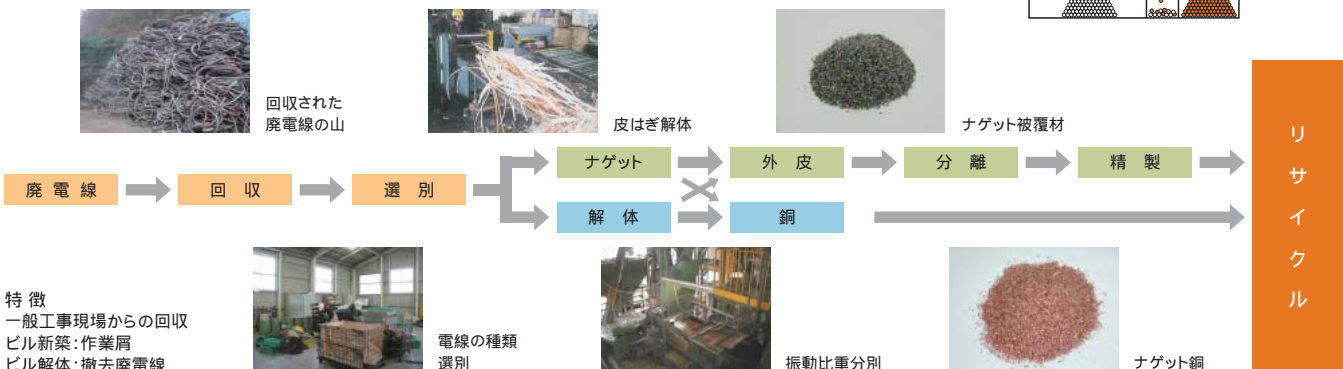 回収された
廃電線の山
皮はぎ解体
ナゲット被覆材
廃電線
回収
選別
ナゲット
外皮
分離
精製
解体
銅
リサイクル
特徴
一般工事現場からの回収
ビル新築:作業屑
ビル解体:撤去廃電線
電線の種類
選別
振動比重分別
ナゲット銅